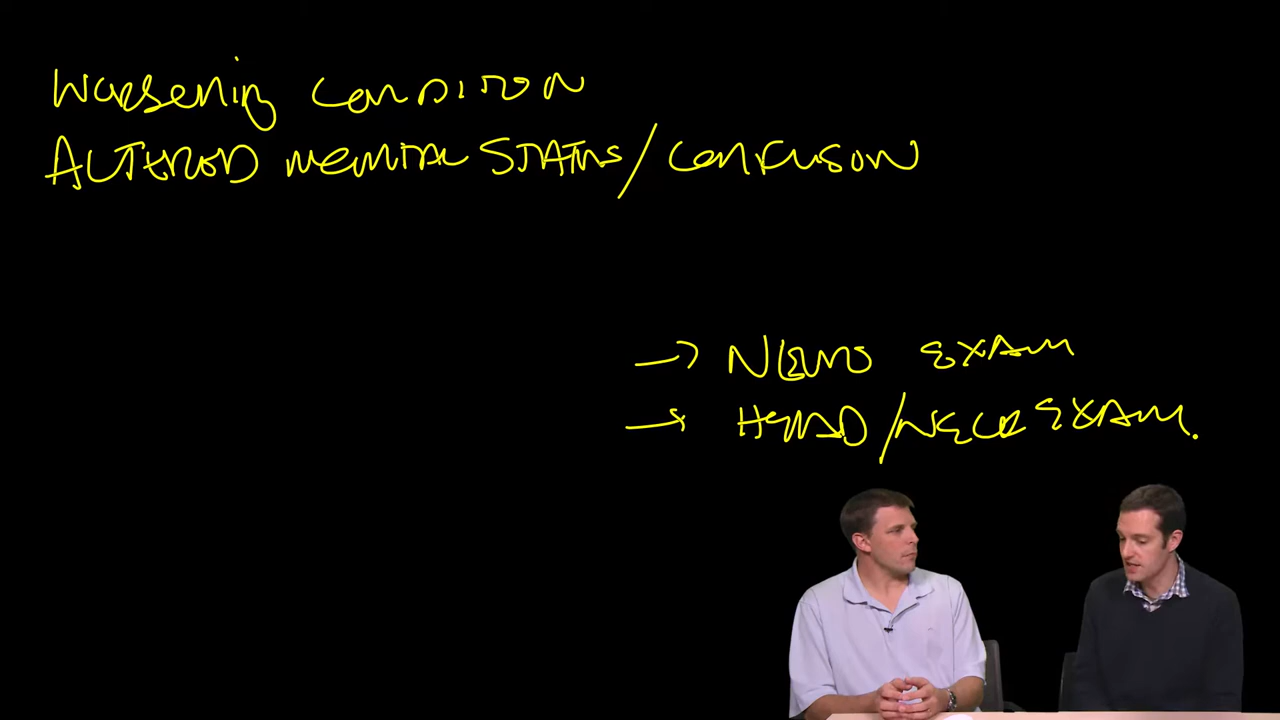 Worsening CONDITION
ALTERED MENTAL STATUS/CONFUSION
→ NEURO EXAM
→ HEAD/NECK EXAM.